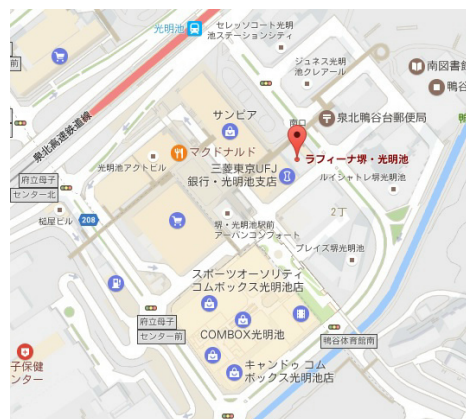 光明池
セレッソコート光明
池ステーションシティ
ジュネス光明
池クレアール
南図書館
鴨谷
前
サンピア
南口
泉北鴨谷台郵便局
泉北高速鉄道線
マクドナルド
光明池アクトビル
三菱東京UFJ
銀行・光明池支店
ラフィーナ堺・光明池
ルイシャトレ堺光明池
府立母子
センター北
槌屋ビル
208
2丁
堺・光明池駅前
アーバンコンフォート
プレイズ堺光明池
スポーツオーソリティ
コムボックス光明池店
府立母子
センター前
COMBOX光明池
鴨谷体育館南
子保健
ンター
キャンドゥ コム
ボックス光明池店